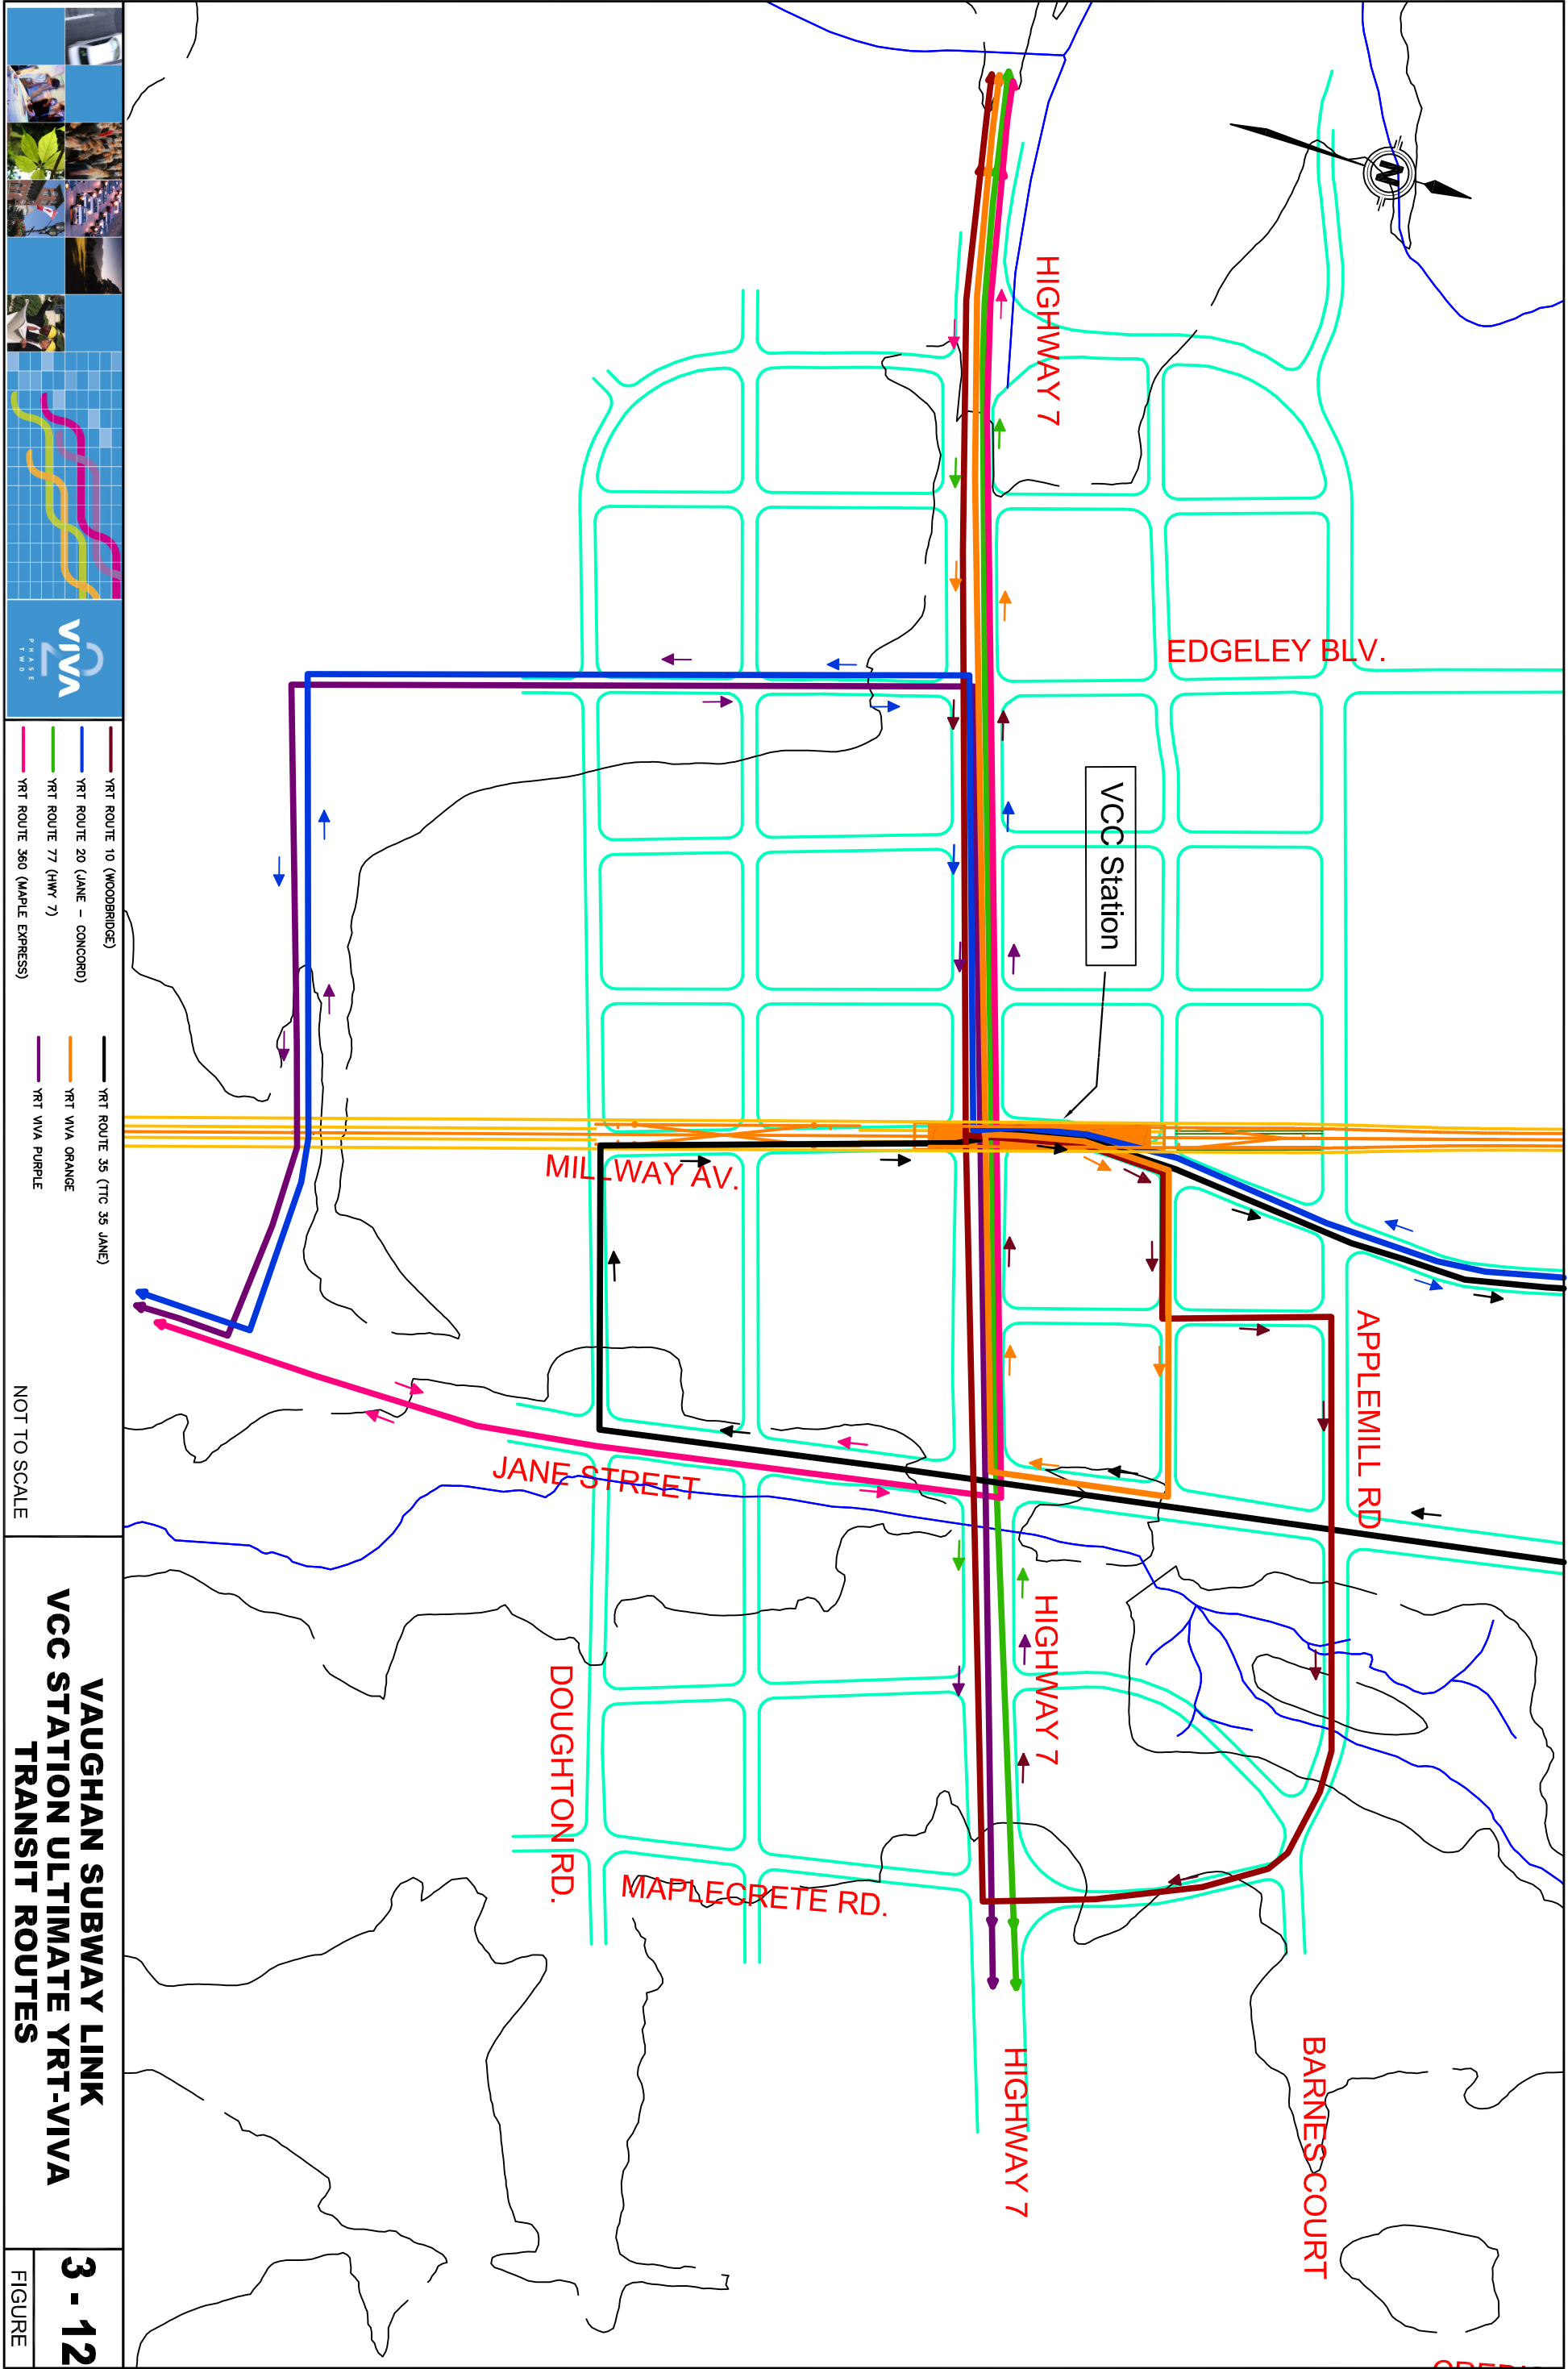 N
HIGHWAY 7
EDGELEY BLV.
VCC Station
MILLWAY AV.
APPLEMILL RD
JANE STREET
HIGHWAY 7
DOUGHTON RD.
MAPLECRETE RD.
HIGHWAY 7
BARNES COURT
VIVA
2
PHASE
TWO
YRT ROUTE 10 (WOODBRIDGE)
YRT ROUTE 20 (JANE - CONCORD)
YRT ROUTE 77 (HWY 7)
YRT ROUTE 360 (MAPLE EXPRESS)
YRT ROUTE 35 (TTC 35 JANE)
YRT VIVA ORANGE
YRT VIVA PURPLE
NOT TO SCALE
VAUGHAN SUBWAY LINK
VCC STATION ULTIMATE YRT-VIVA
TRANSIT ROUTES
3 - 12
FIGURE